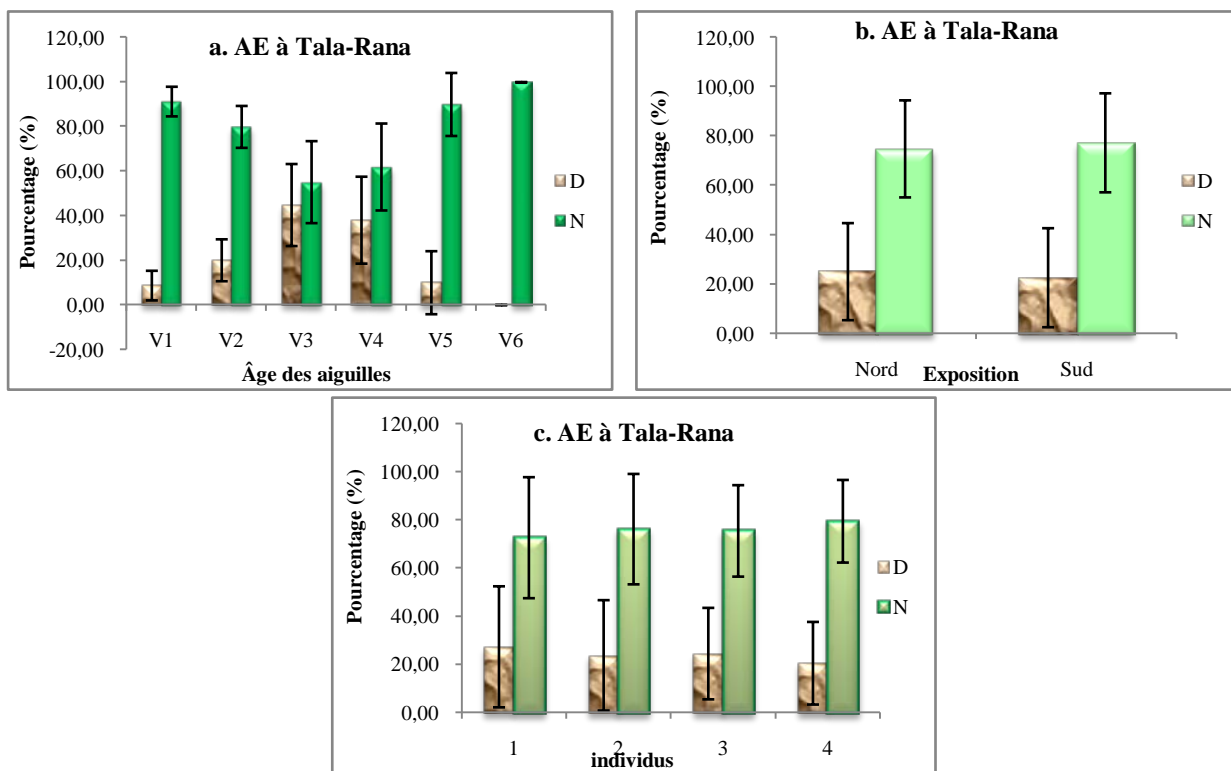 a. AE à Tala-Rana
120,00
100,00
80,00
60,00
40,00
20,00
0,00
-20,00
Pourcentage (%)
V1 V2 V3 V4 V5 V6
Âge des aiguilles
D
N
b. AE à Tala-Rana
120,00
100,00
80,00
60,00
40,00
20,00
0,00
Pourcentage (%)
Nord Sud
Exposition
D
N
c. AE à Tala-Rana
120,00
100,00
80,00
60,00
40,00
20,00
0,00
Pourcentage (%)
1 2 3 4
individus
D
N